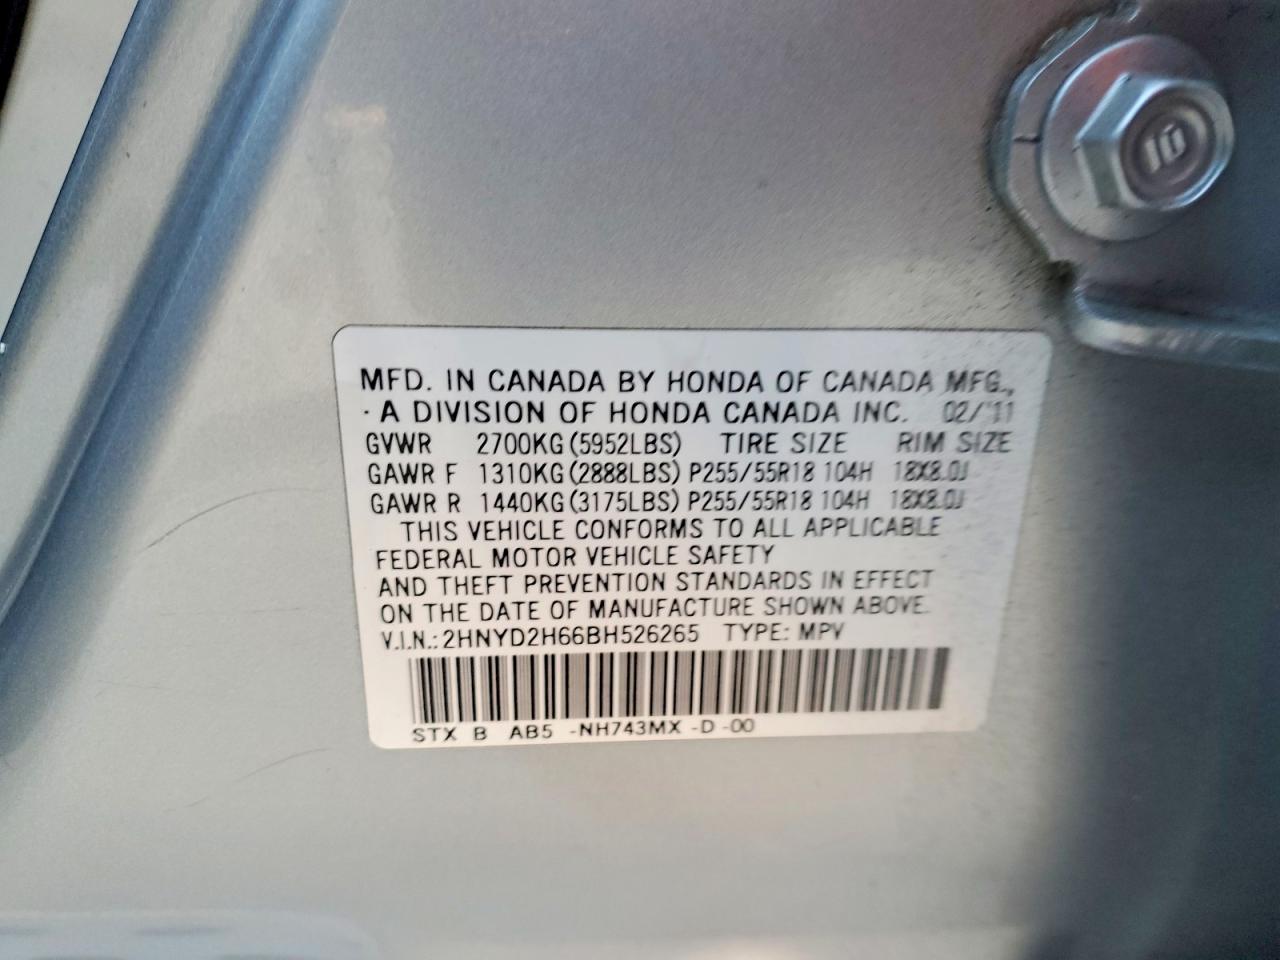 MFD. IN CANADA BY HONDA OF CANADA MFG.,
· A DIVISION OF HONDA CANADA INC. 02/'11
GVWR 2700KG (5952LBS) TIRE SIZE RIM SIZE
GAWR F 1310KG (2888LBS) P255/55R18 104H 18X8.0J
GAWR R 1440KG (3175LBS) P255/55R18 104H 18X8.0J
THIS VEHICLE CONFORMS TO ALL APPLICABLE
FEDERAL MOTOR VEHICLE SAFETY
AND THEFT PREVENTION STANDARDS IN EFFECT
ON THE DATE OF MANUFACTURE SHOWN ABOVE.
V.I.N.: 2HNYD2H66BH526265 TYPE: MPV
STX B AB5 -NH743MX -D -00